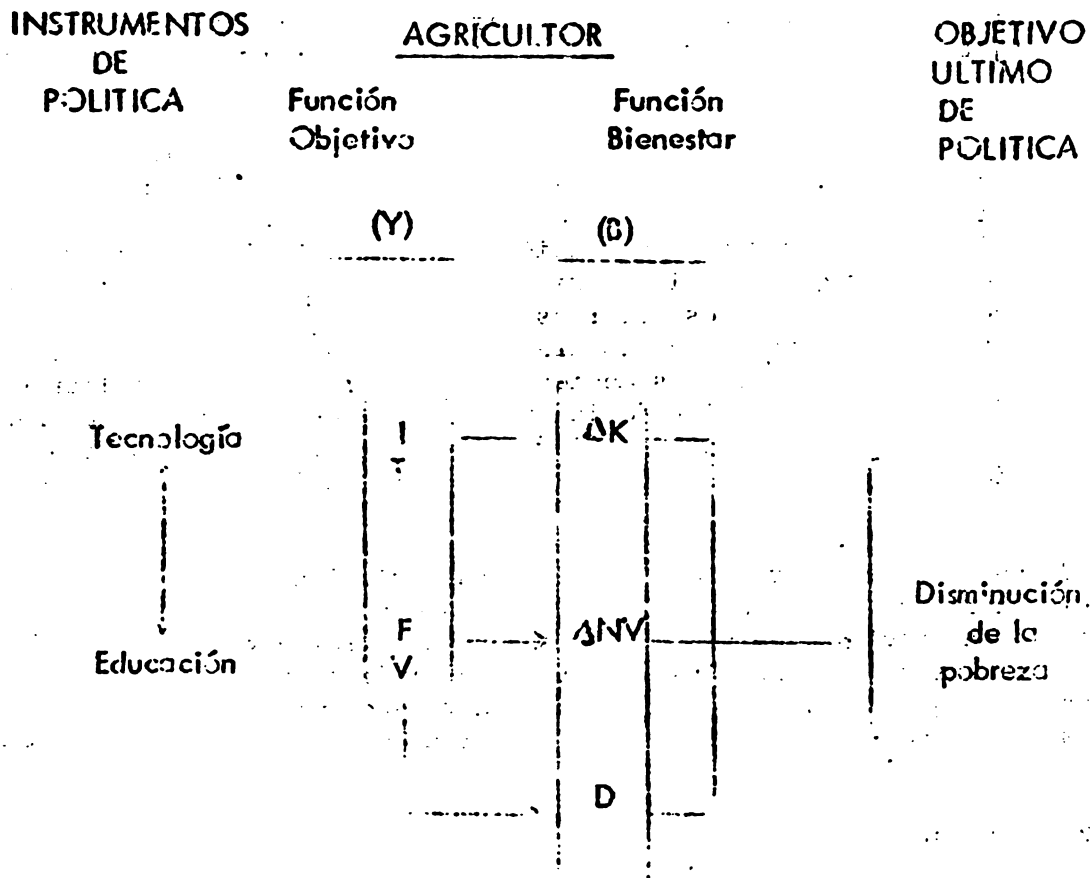 INSTRUMENTOS
DE
POLITICA
AGRICULTOR
Función
Objetivo
Función
Bienestar
OBJETIVO
ULTIMO
DE
POLITICA
(Y)
(B)
Tecnología
I
ΔK
F
V
ΔNV
Educación
Disminución
de la
pobreza
D